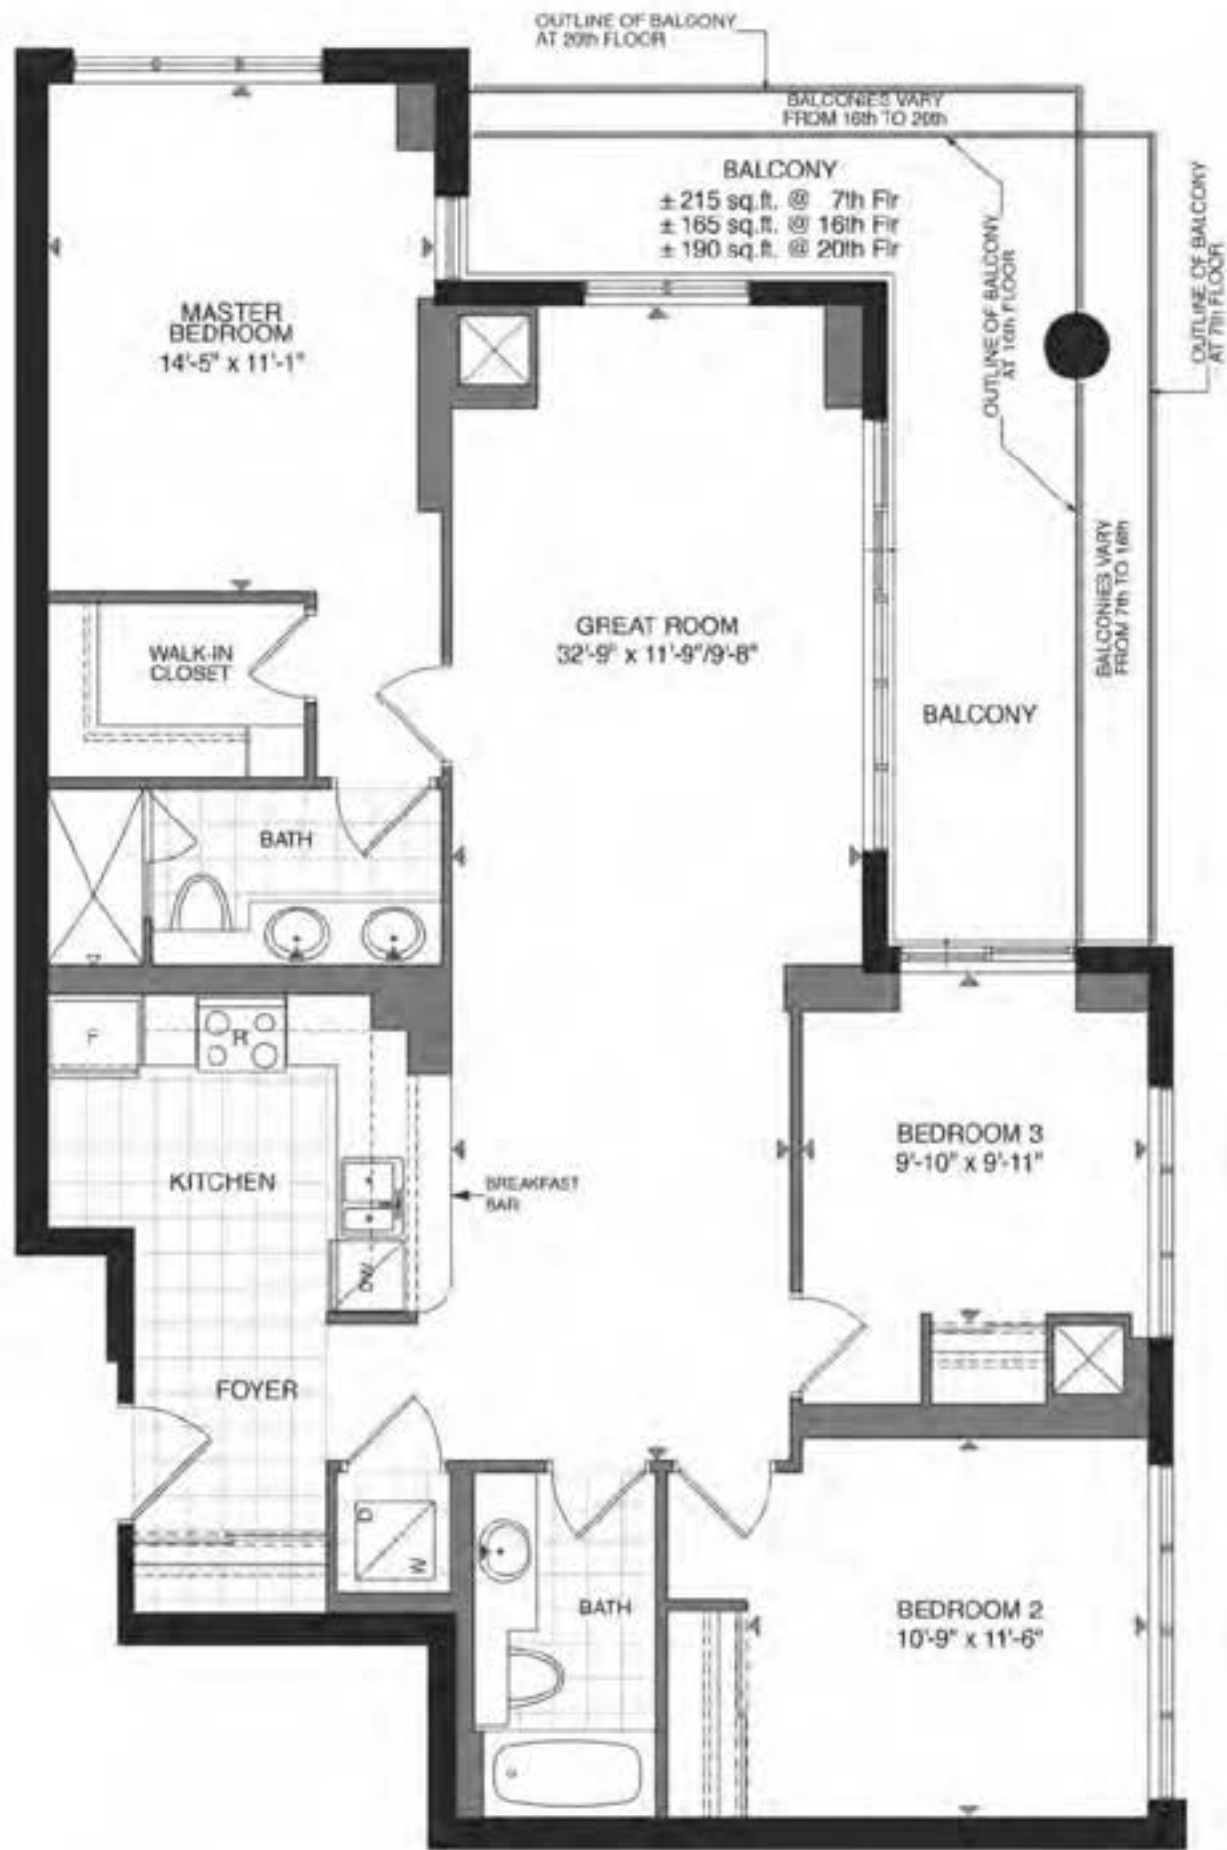 OUTLINE OF BALCONY
AT 20th FLOOR
BALCONIES VARY
FROM 16th TO 20th
BALCONY
± 215 sq.ft. @ 7th Flr
± 165 sq.ft. @ 16th Flr
± 190 sq.ft. @ 20th Flr
OUTLINE OF BALCONY
AT 16th FLOOR
OUTLINE OF BALCONY
AT 7th FLOOR
MASTER
BEDROOM
14'-5" x 11'-1"
BALCONIES VARY
FROM 7th TO 16th
GREAT ROOM
32'-9" x 11'-9"/9'-8"
WALK-IN
CLOSET
BALCONY
BATH
F
R
BEDROOM 3
9'-10" x 9'-11"
KITCHEN
BREAKFAST
BAR
DW
FOYER
D
W
BATH
BEDROOM 2
10'-9" x 11'-6"